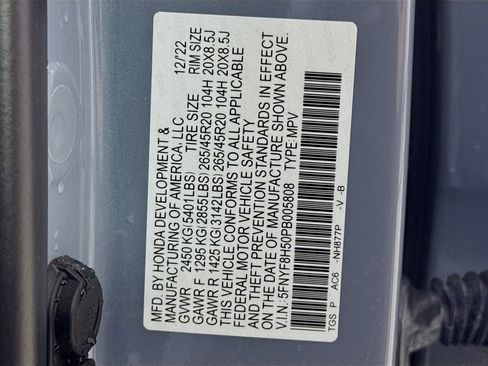 MFD. BY HONDA DEVELOPMENT &
MANUFACTURING OF AMERICA, LLC 12/'22
GVWR 2450 KG(5401LBS) TIRE SIZE RIM SIZE
GAWR F 1295 KG(2855LBS) 265/45R20 104H 20X8.5J
GAWR R 1425 KG(3142LBS) 265/45R20 104H 20X8.5J
THIS VEHICLE CONFORMS TO ALL APPLICABLE
FEDERAL MOTOR VEHICLE SAFETY
AND THEFT PREVENTION STANDARDS IN EFFECT
ON THE DATE OF MANUFACTURE SHOWN ABOVE.
V.I.N.: 5FNYF8H50PB005808 TYPE: MPV
TGS P AC6 -NH877P -V -B